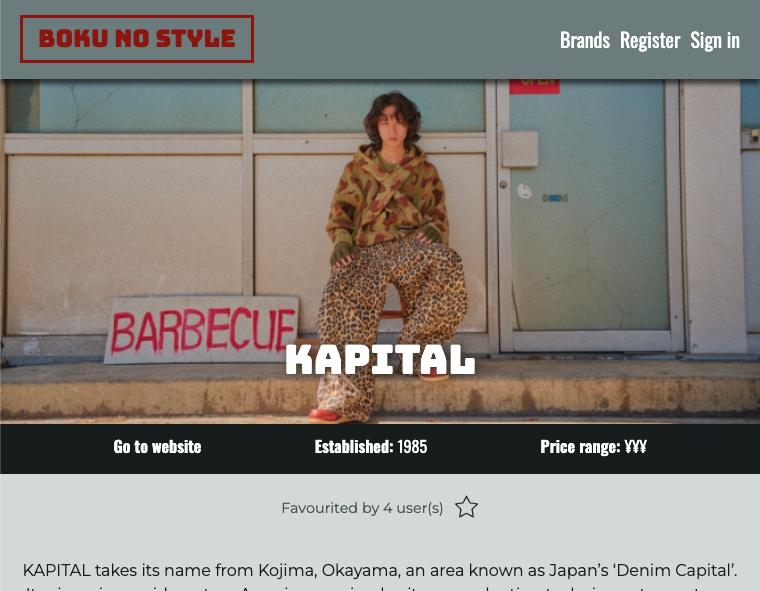 BOKU NO STYLE
Brands Register Sign in
OPEN
BARBECUE
KAPITAL
Go to website Established: 1985 Price range: ¥¥¥
Favourited by 4 user(s)
KAPITAL takes its name from Kojima, Okayama, an area known as Japan’s ‘Denim Capital’.